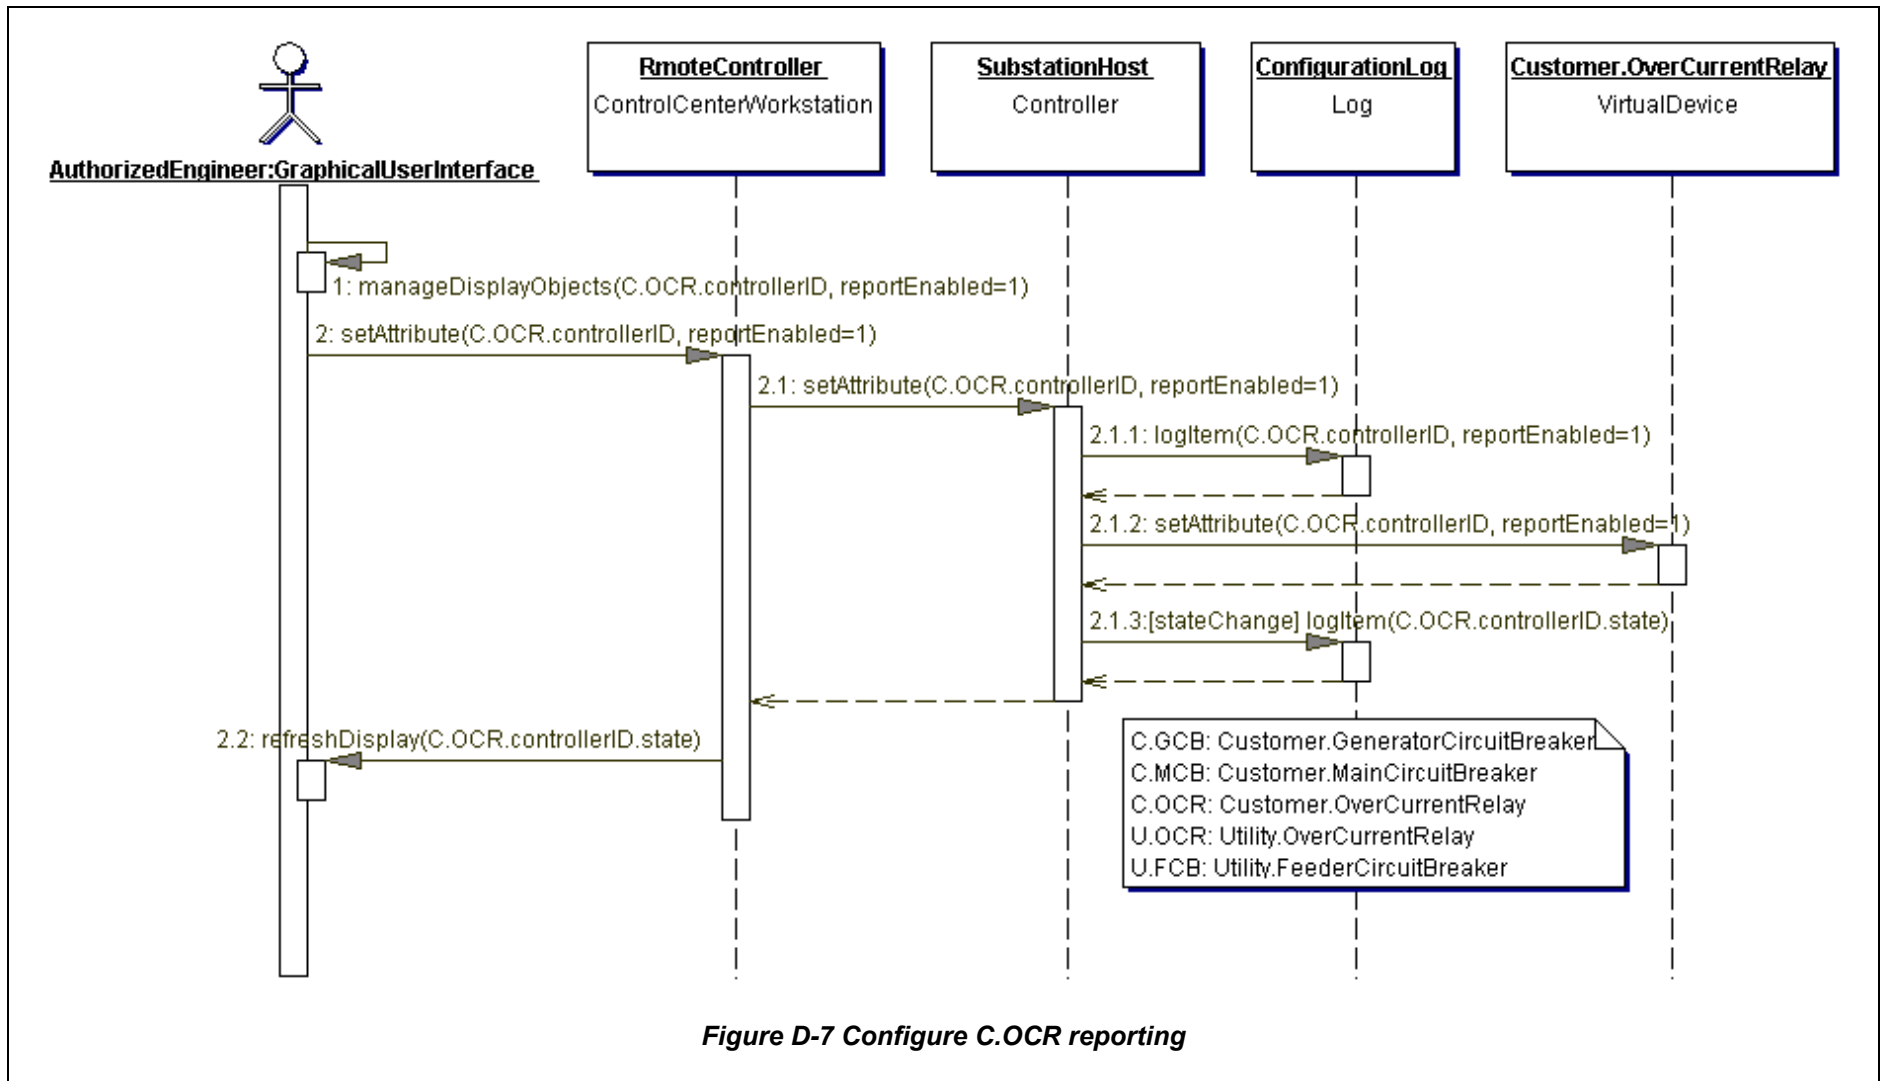 RmoteController
ControlCenterWorkstation
SubstationHost
Controller
ConfigurationLog
Log
Customer.OverCurrentRelay
VirtualDevice
AuthorizedEngineer:GraphicalUserInterface
1: manageDisplayObjects(C.OCR.controllerID, reportEnabled=1)
2: setAttribute(C.OCR.controllerID, reportEnabled=1)
2.1: setAttribute(C.OCR.controllerID, reportEnabled=1)
2.1.1: logItem(C.OCR.controllerID, reportEnabled=1)
2.1.2: setAttribute(C.OCR.controllerID, reportEnabled=1)
2.1.3:[stateChange] logItem(C.OCR.controllerID.state)
2.2: refreshDisplay(C.OCR.controllerID.state)
C.GCB: Customer.GeneratorCircuitBreaker
C.MCB: Customer.MainCircuitBreaker
C.OCR: Customer.OverCurrentRelay
U.OCR: Utility.OverCurrentRelay
U.FCB: Utility.FeederCircuitBreaker
Figure D-7 Configure C.OCR reporting